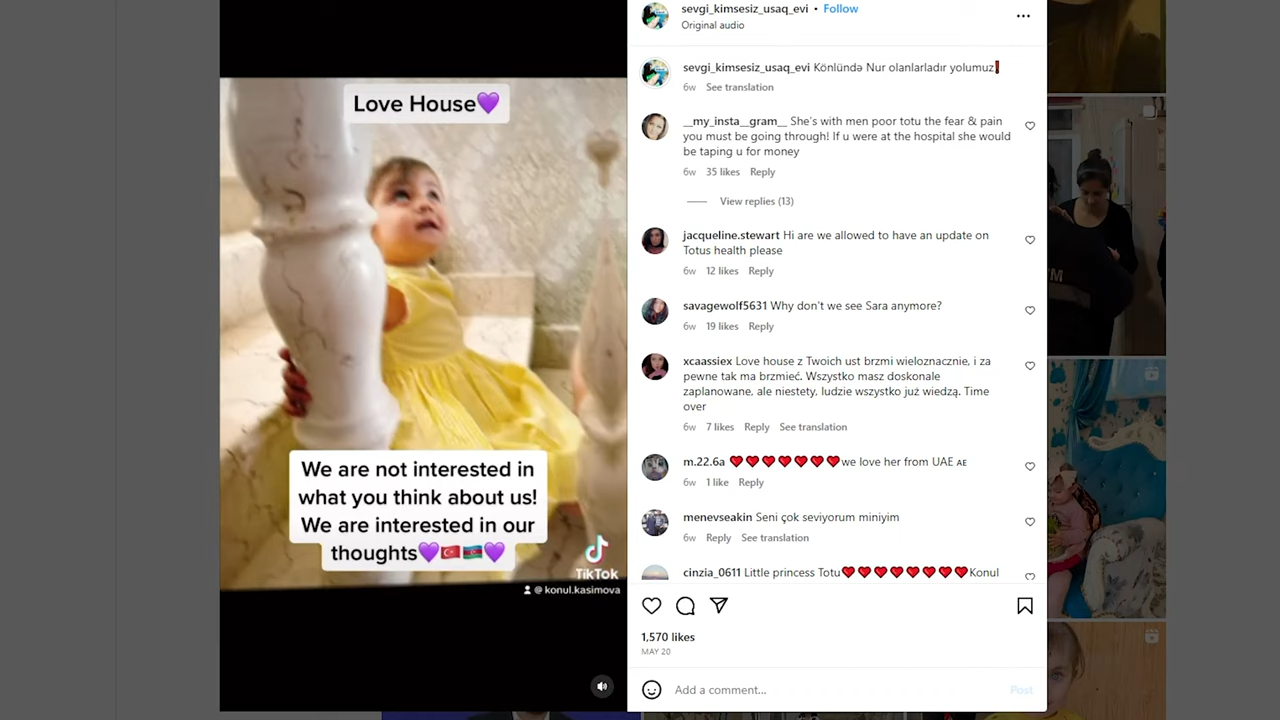 Love House💜
We are not interested in
what you think about us!
We are interested in our
thoughts💜🇹🇷🇦🇿💜
TikTok
@ konul.kasimova
sevgi_kimsesiz_usaq_evi • Follow
Original audio
sevgi_kimsesiz_usaq_evi Könlündə Nur olanlarladır yolumuz❗
6w See translation
__my_insta__gram__ She's with men poor totu the fear & pain
you must be going through! If u were at the hospital she would
be taping u for money
6w 35 likes Reply
View replies (13)
jacqueline.stewart Hi are we allowed to have an update on
Totus health please
6w 12 likes Reply
savagewolf5631 Why don't we see Sara anymore?
6w 19 likes Reply
xcaassiex Love house z Twoich ust brzmi wieloznacznie, i za
pewne tak ma brzmieć. Wszystko masz doskonale
zaplanowane, ale niestety, ludzie wszystko już wiedzą. Time
over
6w 7 likes Reply See translation
m.22.6a ❤️❤️❤️❤️❤️❤️❤️we love her from UAE 🇦🇪
6w 1 like Reply
menevseakin Seni çok seviyorum miniyim
6w Reply See translation
cinzia_0611 Little princess Totu❤️❤️❤️❤️❤️❤️❤️❤️Konul
1,570 likes
MAY 20
Add a comment...
Post